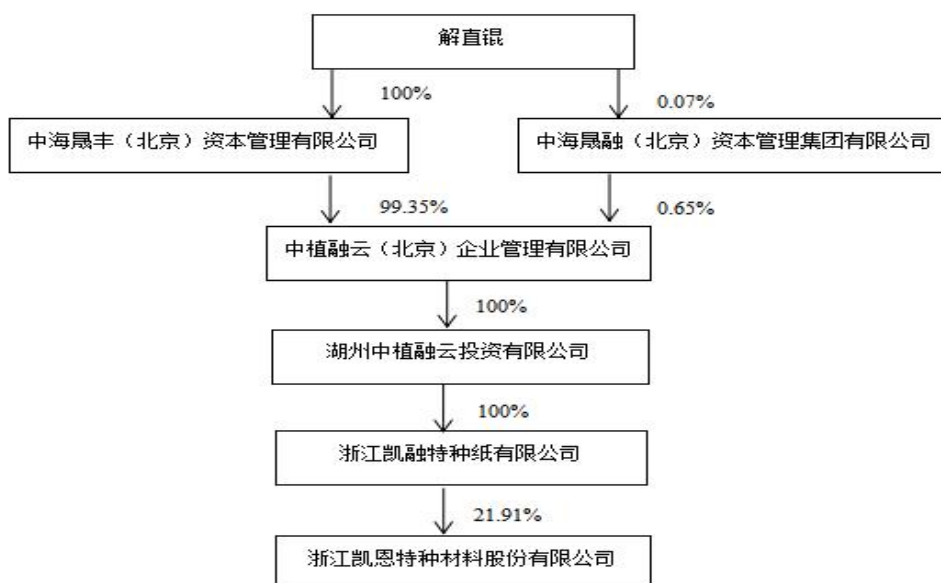 解直锟
100%
0.07%
中海晟丰（北京）资本管理有限公司
中海晟融（北京）资本管理集团有限公司
99.35%
0.65%
中植融云（北京）企业管理有限公司
100%
湖州中植融云投资有限公司
100%
浙江凯融特种纸有限公司
21.91%
浙江凯恩特种材料股份有限公司